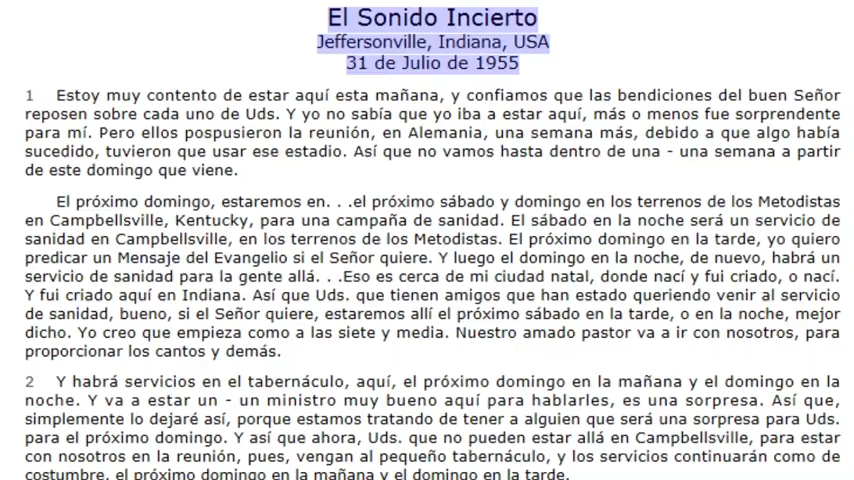 El Sonido Incierto
Jeffersonville, Indiana, USA
31 de Julio de 1955
1 Estoy muy contento de estar aquí esta mañana, y confiamos que las bendiciones del buen Señor
reposen sobre cada uno de Uds. Y yo no sabía que yo iba a estar aquí, más o menos fue sorprendente
para mí. Pero ellos pospusieron la reunión, en Alemania, una semana más, debido a que algo había
sucedido, tuvieron que usar ese estadio. Así que no vamos hasta dentro de una - una semana a partir
de este domingo que viene.
El próximo domingo, estaremos en. . .el próximo sábado y domingo en los terrenos de los Metodistas
en Campbellsville, Kentucky, para una campaña de sanidad. El sábado en la noche será un servicio de
sanidad en Campbellsville, en los terrenos de los Metodistas. El próximo domingo en la tarde, yo quiero
predicar un Mensaje del Evangelio si el Señor quiere. Y luego el domingo en la noche, de nuevo, habrá un
servicio de sanidad para la gente allá. . .Eso es cerca de mi ciudad natal, donde nací y fui criado, o nací.
Y fui criado aquí en Indiana. Así que Uds. que tienen amigos que han estado queriendo venir al servicio
de sanidad, bueno, si el Señor quiere, estaremos allí el próximo sábado en la tarde, o en la noche, mejor
dicho. Yo creo que empieza como a las siete y media. Nuestro amado pastor va a ir con nosotros, para
proporcionar los cantos y demás.
2 Y habrá servicios en el tabernáculo, aquí, el próximo domingo en la mañana y el domingo en la
noche. Y va a estar un - un ministro muy bueno aquí para hablarles, es una sorpresa. Así que,
simplemente lo dejaré así, porque estamos tratando de tener a alguien que será una sorpresa para Uds.
para el próximo domingo. Y así que ahora, Uds. que no pueden estar allá en Campbellsville, para estar
con nosotros en la reunión, pues, vengan al pequeño tabernáculo, y los servicios continuarán como de
costumbre, el próximo domingo en la mañana y el domingo en la tarde.